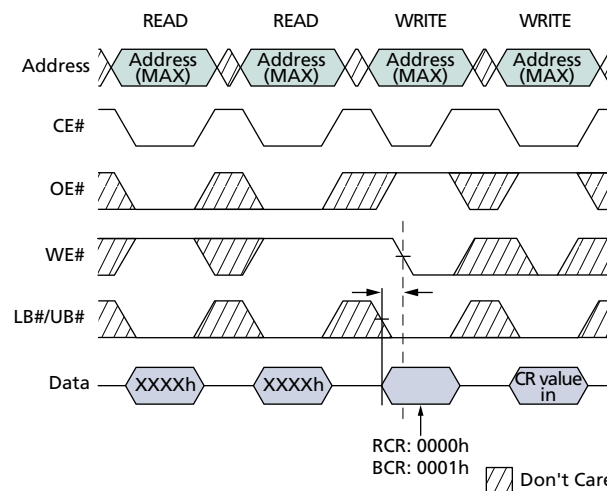 READ READ WRITE WRITE
Address
Address (MAX) Address (MAX) Address (MAX) Address (MAX)
CE#
OE#
WE#
LB#/UB#
Data
XXXXh XXXXh CR value in
RCR: 0000h
BCR: 0001h
Don't Care